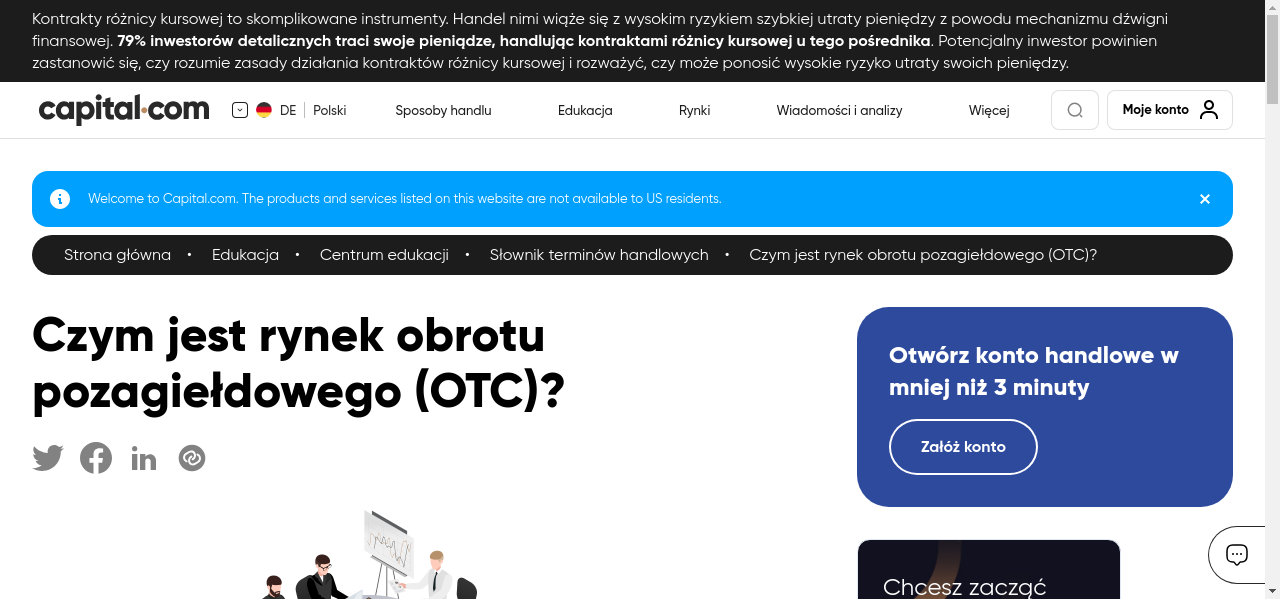 Kontrakty różnicy kursowej to skomplikowane instrumenty. Handel nimi wiąże się z wysokim ryzykiem szybkiej utraty pieniędzy z powodu mechanizmu dźwigni
finansowej. 79% inwestorów detalicznych traci swoje pieniądze, handlując kontraktami różnicy kursowej u tego pośrednika. Potencjalny inwestor powinien
zastanowić się, czy rozumie zasady działania kontraktów różnicy kursowej i rozważyć, czy może ponosić wysokie ryzyko utraty swoich pieniędzy.
capital.com DE Polski Sposoby handlu Edukacja Rynki Wiadomości i analizy Więcej Moje konto
Welcome to Capital.com. The products and services listed on this website are not available to US residents.
Strona główna • Edukacja • Centrum edukacji • Słownik terminów handlowych • Czym jest rynek obrotu pozagiełdowego (OTC)?
Czym jest rynek obrotu
pozagiełdowego (OTC)?
Otwórz konto handlowe w
mniej niż 3 minuty
Załóż konto
Chcesz zacząć